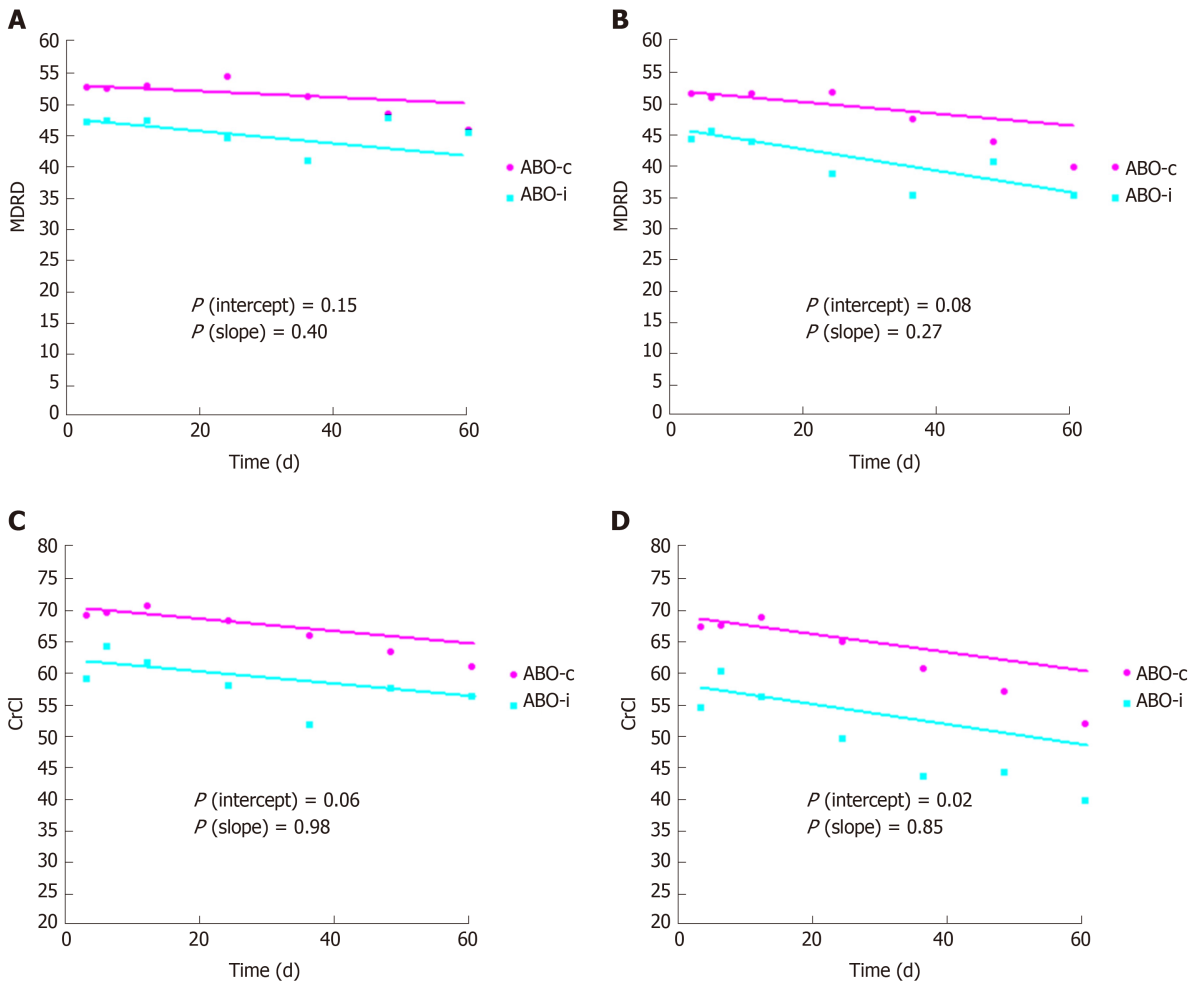 A
60
55
50
45
40
35
30
25
20
15
10
5
0
MDRD
0 20 40 60
Time (d)
P (intercept) = 0.15
P (slope) = 0.40
ABO-c
ABO-i
B
60
55
50
45
40
35
30
25
20
15
10
5
0
MDRD
0 20 40 60
Time (d)
P (intercept) = 0.08
P (slope) = 0.27
ABO-c
ABO-i
C
80
75
70
65
60
55
50
45
40
35
30
25
20
CrCl
0 20 40 60
Time (d)
P (intercept) = 0.06
P (slope) = 0.98
ABO-c
ABO-i
D
80
75
70
65
60
55
50
45
40
35
30
25
20
CrCl
0 20 40 60
Time (d)
P (intercept) = 0.02
P (slope) = 0.85
ABO-c
ABO-i